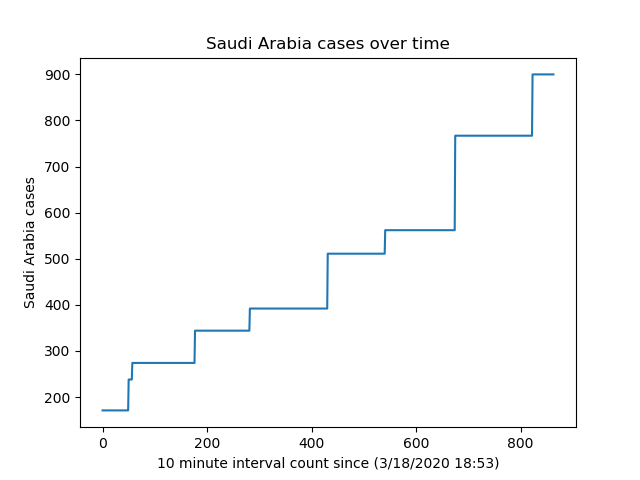 Saudi Arabia cases over time
Saudi Arabia cases
900
800
700
600
500
400
300
200
0 200 400 600 800
10 minute interval count since (3/18/2020 18:53)